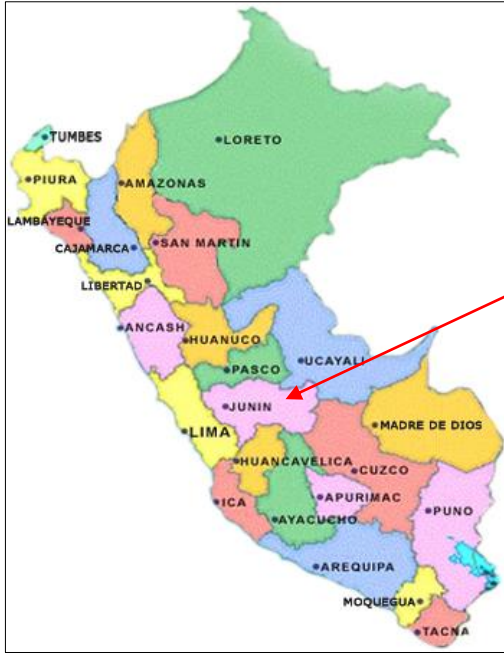 TUMBES
LORETO
PIURA
AMAZONAS
LAMBAYEQUE
CAJAMARCA
SAN MARTIN
LIBERTAD
ANCASH
HUANUCO
UCAYALI
PASCO
JUNIN
LIMA
MADRE DE DIOS
HUANCAVELICA
CUZCO
ICA
APURIMAC
PUNO
AYACUCHO
AREQUIPA
MOQUEGUA
TACNA